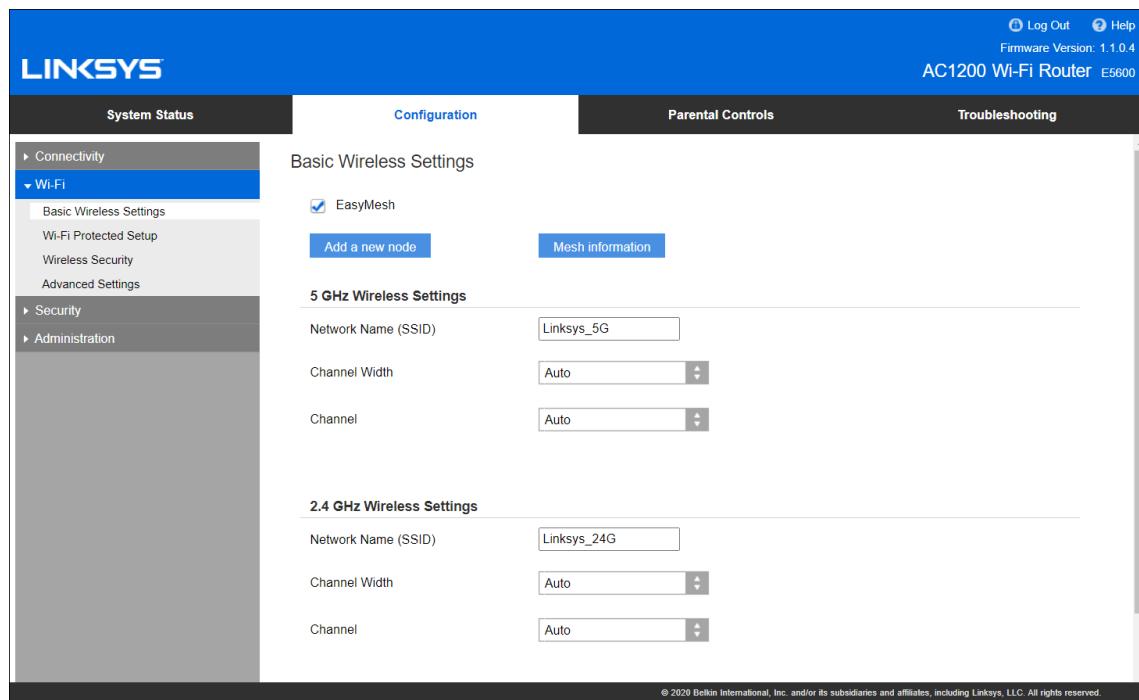 Log Out Help
Firmware Version: 1.1.0.4
LINKSYS
AC1200 Wi-Fi Router E5600
System Status Configuration Parental Controls Troubleshooting
Connectivity
Wi-Fi
Basic Wireless Settings
Wi-Fi Protected Setup
Wireless Security
Advanced Settings
Security
Administration
Basic Wireless Settings
EasyMesh
Add a new node Mesh information
5 GHz Wireless Settings
Network Name (SSID) Linksys_5G
Channel Width Auto
Channel Auto
2.4 GHz Wireless Settings
Network Name (SSID) Linksys_24G
Channel Width Auto
Channel Auto
© 2020 Belkin International, Inc. and/or its subsidiaries and affiliates, including Linksys, LLC. All rights reserved.